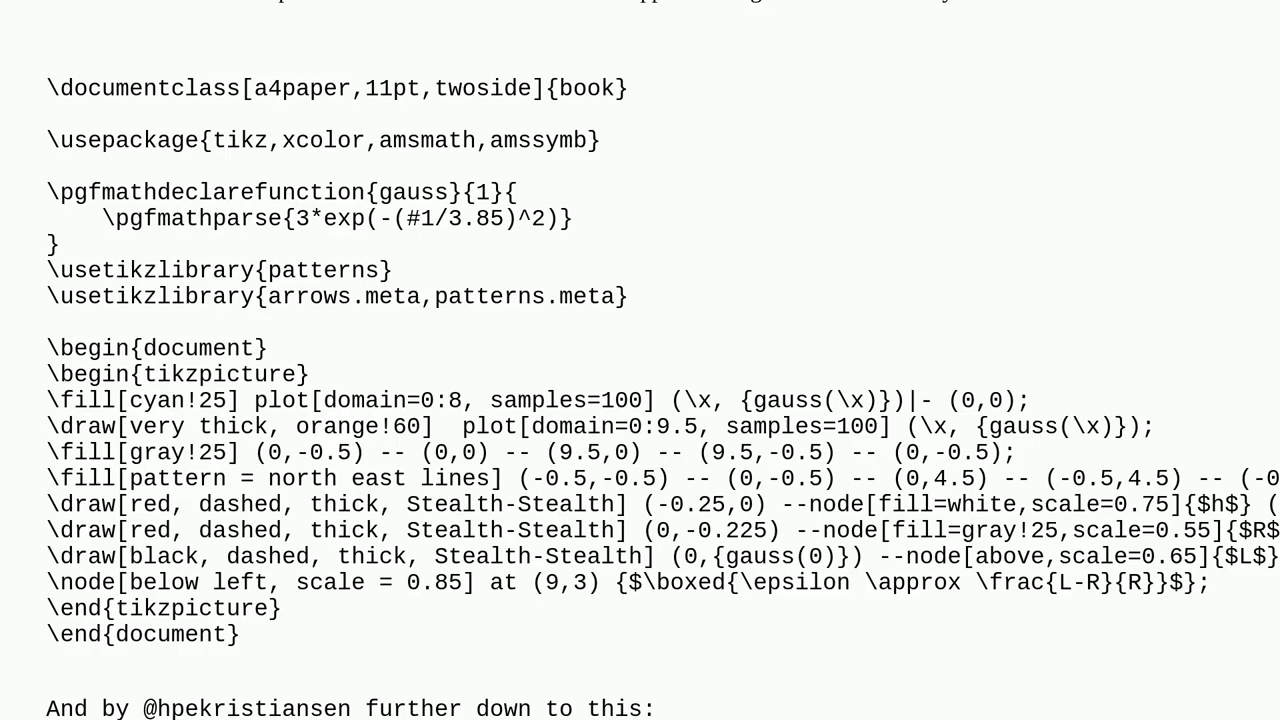 \documentclass[a4paper,11pt,twoside]{book}
\usepackage{tikz,xcolor,amsmath,amssymb}
\pgfmathdeclarefunction{gauss}{1}{
    \pgfmathparse{3*exp(-(#1/3.85)^2)}
}
\usetikzlibrary{patterns}
\usetikzlibrary{arrows.meta,patterns.meta}
\begin{document}
\begin{tikzpicture}
\fill[cyan!25] plot[domain=0:8, samples=100] (\x, {gauss(\x)})|- (0,0);
\draw[very thick, orange!60]  plot[domain=0:9.5, samples=100] (\x, {gauss(\x)});
\fill[gray!25] (0,-0.5) -- (0,0) -- (9.5,0) -- (9.5,-0.5) -- (0,-0.5);
\fill[pattern = north east lines] (-0.5,-0.5) -- (0,-0.5) -- (0,4.5) -- (-0.5,4.5) -- (-0
\draw[red, dashed, thick, Stealth-Stealth] (-0.25,0) --node[fill=white,scale=0.75]{$h$} (
\draw[red, dashed, thick, Stealth-Stealth] (0,-0.225) --node[fill=gray!25,scale=0.55]{$R$
\draw[black, dashed, thick, Stealth-Stealth] (0,{gauss(0)}) --node[above,scale=0.65]{$L$}
\node[below left, scale = 0.85] at (9,3) {$\boxed{\epsilon \approx \frac{L-R}{R}}$};
\end{tikzpicture}
\end{document}
And by @hpekristiansen further down to this: